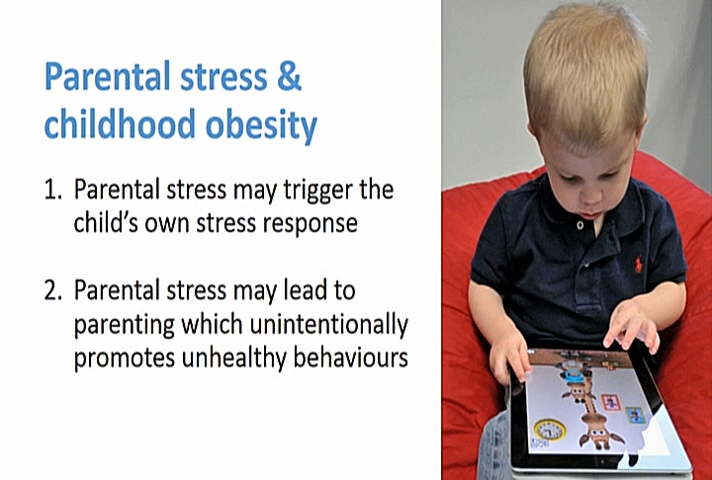 Parental stress &
childhood obesity
1. Parental stress may trigger the
child's own stress response
2. Parental stress may lead to
parenting which unintentionally
promotes unhealthy behaviours